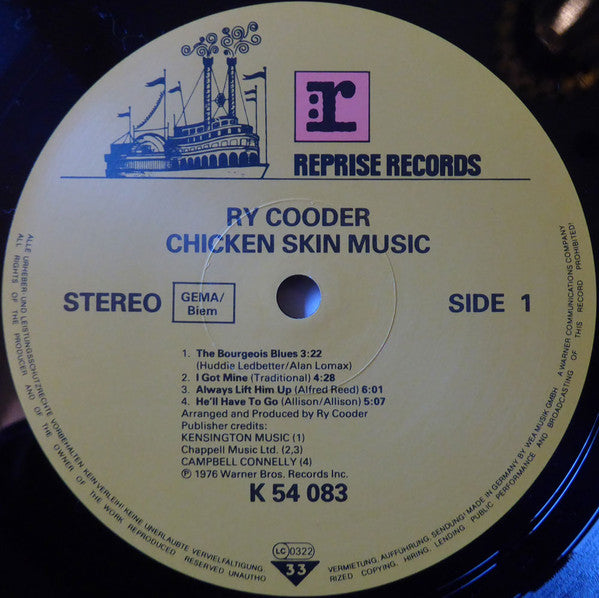 r
REPRISE RECORDS
RY COODER
CHICKEN SKIN MUSIC
STEREO
GEMA/
Biem
SIDE 1
1. The Bourgeois Blues 3:22
(Huddie Ledbetter/Alan Lomax)
2. I Got Mine (Traditional) 4:28
3. Always Lift Him Up (Alfred Reed) 6:01
4. He'll Have To Go (Allison/Allison) 5:07
Arranged and Produced by Ry Cooder
Publisher credits:
KENSINGTON MUSIC (1)
Chappell Music Ltd. (2,3)
CAMPBELL CONNELLY (4)
Ⓟ 1976 Warner Bros. Records Inc.
K 54 083
LC 0322
33
ALLE URHEBER- UND LEISTUNGSSCHUTZRECHTE VORBEHALTEN. KEIN VERLEIH! KEINE UNERLAUBTE VERVIELFÄLTIGUNG, VERMIETUNG, AUFFÜHRUNG, SENDUNG! MADE IN GERMANY BY WEA MUSIK GMBH A WARNER COMMUNICATIONS COMPANY
ALL RIGHTS OF THE PRODUCER AND OF THE OWNER OF THE WORK REPRODUCED RESERVED UNAUTHO RIZED COPYING, HIRING, LENDING PUBLIC PERFORMANCE AND BROADCASTING OF THIS RECORD PROHIBITED!